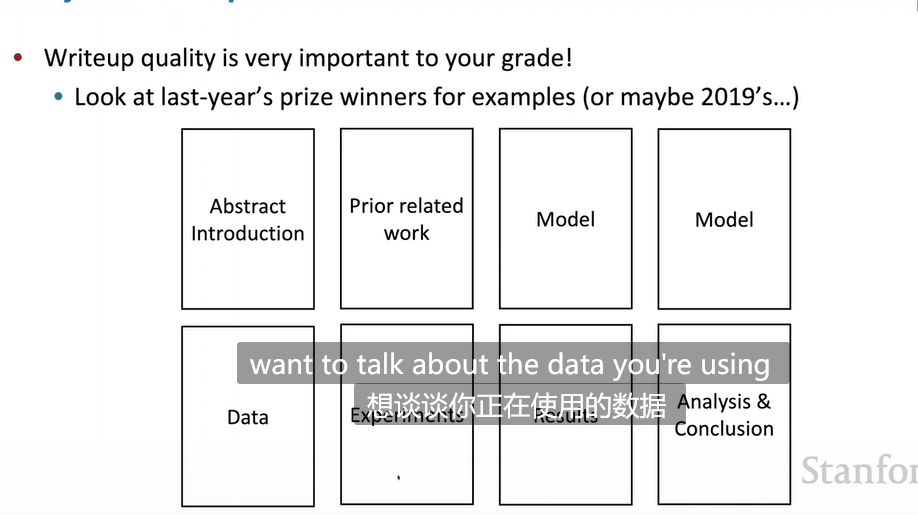 • Writeup quality is very important to your grade!
• Look at last-year's prize winners for examples (or maybe 2019's...)
Abstract
Introduction
Prior related
work
Model
Model
Data
Experiments
Results
Analysis &
Conclusion
want to talk about the data you're using
想谈谈你正在使用的数据